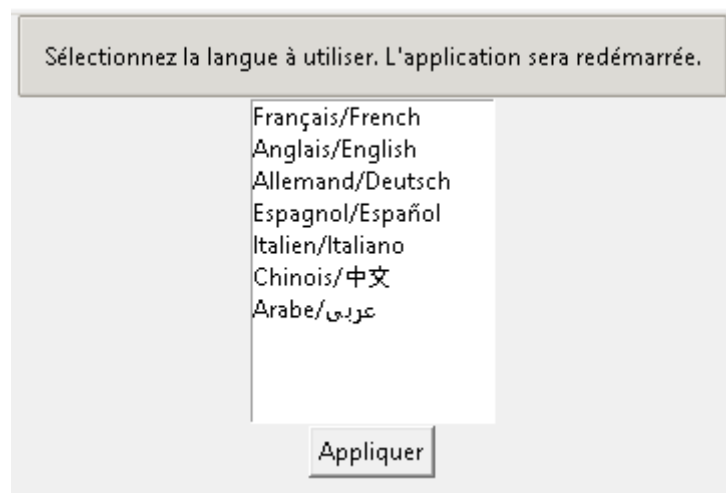 Sélectionnez la langue à utiliser. L'application sera redémarrée.
Français/French
Anglais/English
Allemand/Deutsch
Espagnol/Español
Italien/Italiano
Chinois/中文
Arabe/عربى
Appliquer